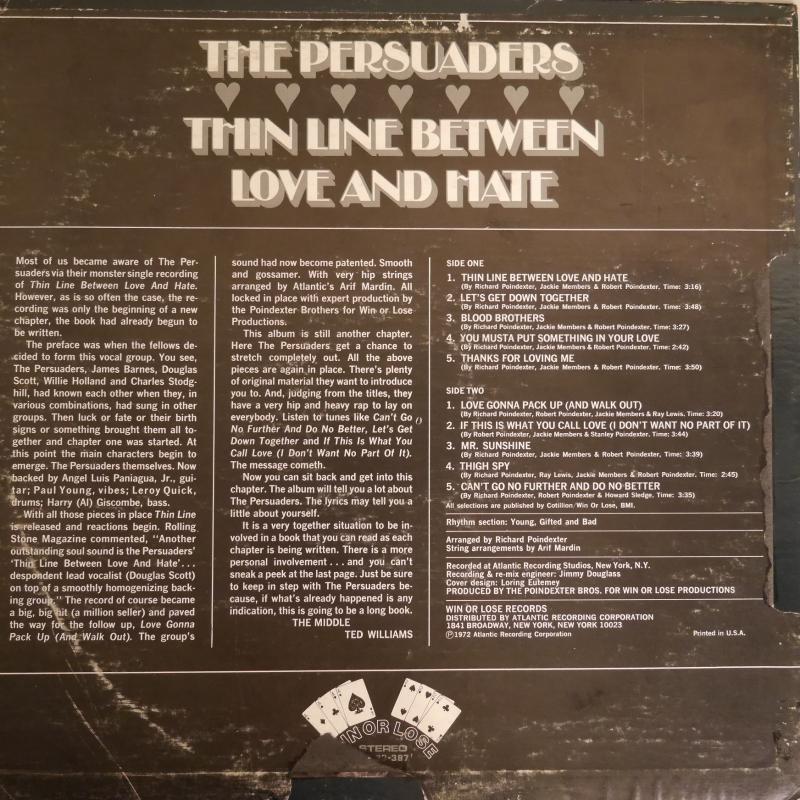 THE PERSUADERS
THIN LINE BETWEEN
LOVE AND HATE
Most of us became aware of The Per-
suaders via their monster single recording
of Thin Line Between Love And Hate.
However, as is so often the case, the re-
cording was only the beginning of a new
chapter, the book had already begun to
be written.
The preface was when the fellows de-
cided to form this vocal group. You see,
The Persuaders, James Barnes, Douglas
Scott, Willie Holland and Charles Stodg-
hill, had known each other when they, in
various combinations, had sung in other
groups. Then luck or fate or their birth
signs or something brought them all to-
gether and chapter one was started. At
this point the main characters begin to
emerge. The Persuaders themselves. Now
backed by Angel Luis Paniagua, Jr., gui-
tar; Paul Young, vibes; Leroy Quick,
drums; Harry (Al) Giscombe, bass.
With all those pieces in place Thin Line
is released and reactions begin. Rolling
Stone Magazine commented, "Another
outstanding soul sound is the Persuaders'
'Thin Line Between Love And Hate'...
despondent lead vocalist (Douglas Scott)
on top of a smoothly homogenizing back-
ing group." The record of course became
a big, big hit (a million seller) and paved
the way for the follow up, Love Gonna
Pack Up (And Walk Out). The group's
sound had now become patented. Smooth
and gossamer. With very hip strings
arranged by Atlantic's Arif Mardin. All
locked in place with expert production by
the Poindexter Brothers for Win or Lose
Productions.
This album is still another chapter.
Here The Persuaders get a chance to
stretch completely out. All the above
pieces are again in place. There's plenty
of original material they want to introduce
you to. And, judging from the titles, they
have a very hip and heavy rap to lay on
everybody. Listen to tunes like Can't Go
No Further And Do No Better, Let's Get
Down Together and If This Is What You
Call Love (I Don't Want No Part Of It).
The message cometh.
Now you can sit back and get into this
chapter. The album will tell you a lot about
The Persuaders. The lyrics may tell you a
little about yourself.
It is a very together situation to be in-
volved in a book that you can read as each
chapter is being written. There is a more
personal involvement... and you can't
sneak a peek at the last page. Just be sure
to keep in step with The Persuaders be-
cause, if what's already happened is any
indication, this is going to be a long book.
THE MIDDLE
TED WILLIAMS
SIDE ONE
1. THIN LINE BETWEEN LOVE AND HATE
(By Richard Poindexter, Jackie Members & Robert Poindexter. Time: 3:16)
2. LET'S GET DOWN TOGETHER
(By Richard Poindexter, Jackie Members & Robert Poindexter. Time: 3:48)
3. BLOOD BROTHERS
(By Richard Poindexter, Jackie Members & Robert Poindexter. Time: 3:27)
4. YOU MUSTA PUT SOMETHING IN YOUR LOVE
(By Richard Poindexter, Jackie Members & Robert Poindexter. Time: 2:42)
5. THANKS FOR LOVING ME
(By Richard Poindexter, Jackie Members & Robert Poindexter. Time: 3:50)
SIDE TWO
1. LOVE GONNA PACK UP (AND WALK OUT)
(By Richard Poindexter, Robert Poindexter, Jackie Members & Ray Lewis. Time: 3:20)
2. IF THIS IS WHAT YOU CALL LOVE (I DON'T WANT NO PART OF IT)
(By Robert Poindexter, Jackie Members & Stanley Poindexter. Time: 3:44)
3. MR. SUNSHINE
(By Richard Poindexter, Jackie Members & Robert Poindexter. Time: 3:39)
4. THIGH SPY
(By Richard Poindexter, Ray Lewis, Jackie Members & Robert Poindexter. Time: 2:45)
5. CAN'T GO NO FURTHER AND DO NO BETTER
(By Richard Poindexter, Robert Poindexter & Howard Sledge. Time: 3:35)
All selections are published by Cotillion/Win Or Lose, BMI.
Rhythm section: Young, Gifted and Bad
Arranged by Richard Poindexter
String arrangements by Arif Mardin
Recorded at Atlantic Recording Studios, New York, N.Y.
Recording & re-mix engineer: Jimmy Douglass
Cover design: Loring Eutemey
PRODUCED BY THE POINDEXTER BROS. FOR WIN OR LOSE PRODUCTIONS
WIN OR LOSE RECORDS
DISTRIBUTED BY ATLANTIC RECORDING CORPORATION
1841 BROADWAY, NEW YORK, NEW YORK 10023
Ⓟ1972 Atlantic Recording Corporation Printed in U.S.A.
OR LOSE
STEREO
-387